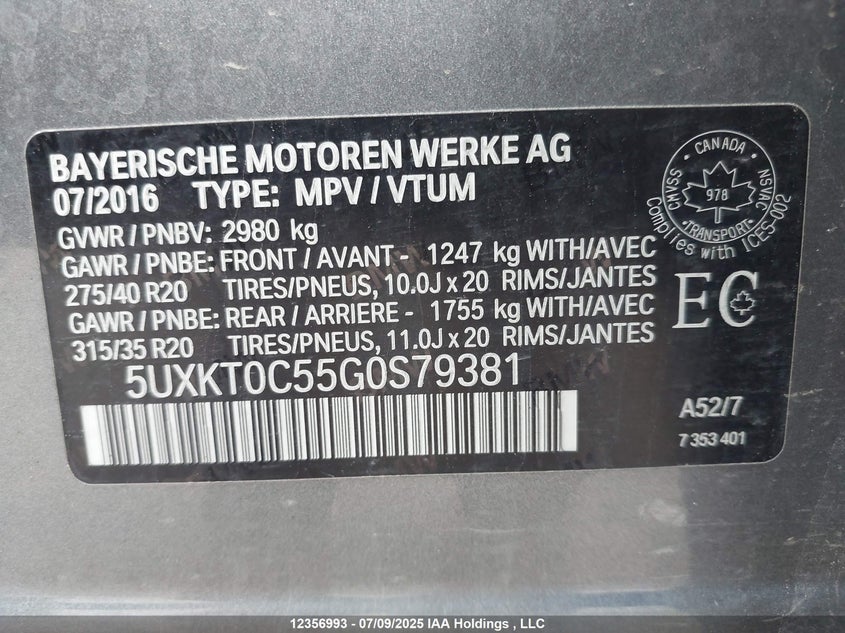 BAYERISCHE MOTOREN WERKE AG
07/2016 TYPE: MPV / VTUM
GVWR / PNBV: 2980 kg
GAWR / PNBE: FRONT / AVANT - 1247 kg WITH/AVEC
275/40 R20 TIRES/PNEUS, 10.0J x 20 RIMS/JANTES
GAWR / PNBE: REAR / ARRIERE - 1755 kg WITH/AVEC
315/35 R20 TIRES/PNEUS, 11.0J x 20 RIMS/JANTES
5UXKT0C55G0S79381
CANADA
CMVSS
978
NSVAC
TRANSPORT
Complies with ICES-002
EC
A52/7
7 353 401
12356993 - 07/09/2025 IAA Holdings , LLC